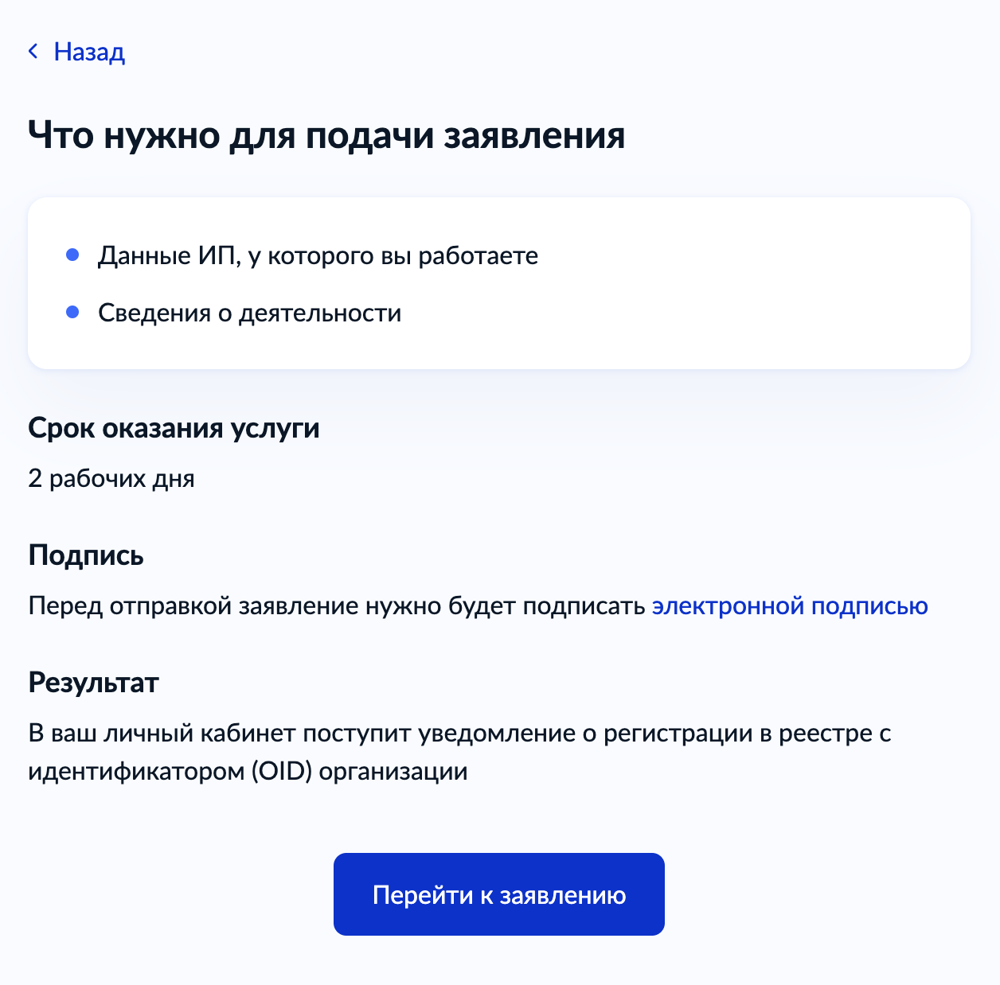 Назад
Что нужно для подачи заявления
Данные ИП, у которого вы работаете
Сведения о деятельности
Срок оказания услуги
2 рабочих дня
Подпись
Перед отправкой заявление нужно будет подписать электронной подписью
Результат
В ваш личный кабинет поступит уведомление о регистрации в реестре с
идентификатором (OID) организации
Перейти к заявлению